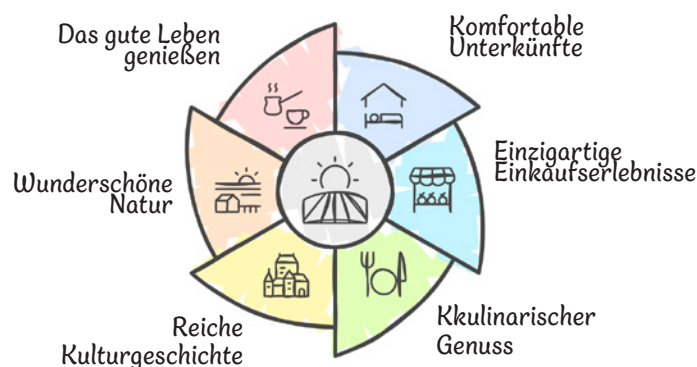 Das gute Leben
genießen
Komfortable
Unterkünfte
Einzigartige
Einkaufserlebnisse
Wunderschöne
Natur
Reiche
Kulturgeschichte
Kkulinarischer
Genuss